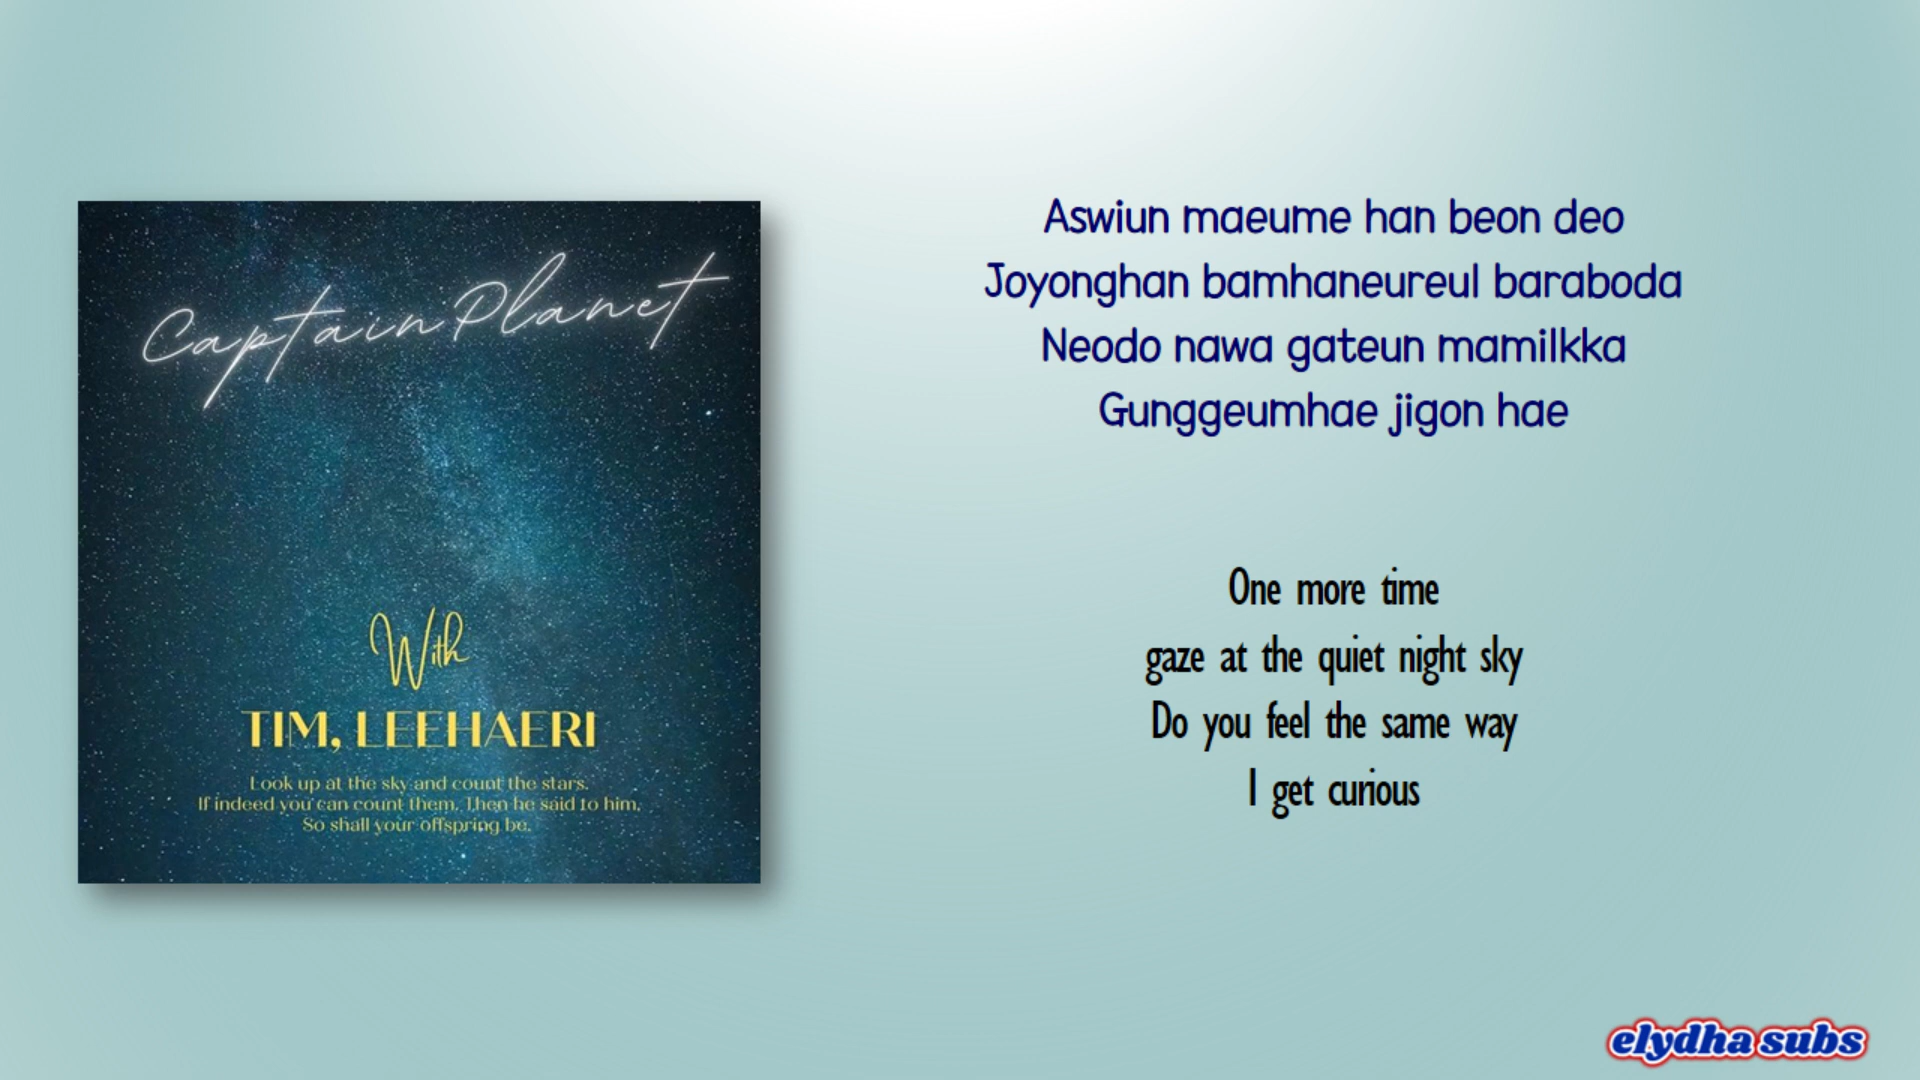 Captain Planet
With
TIM, LEEHAERI
Look up at the sky and count the stars.
If indeed you can count them. Then he said to him,
So shall your offspring be.
Aswiun maeume han beon deo
Joyonghan bamhaneureul baraboda
Neodo nawa gateun mamilkka
Gunggeumhae jigon hae
One more time
gaze at the quiet night sky
Do you feel the same way
I get curious
elydha subs